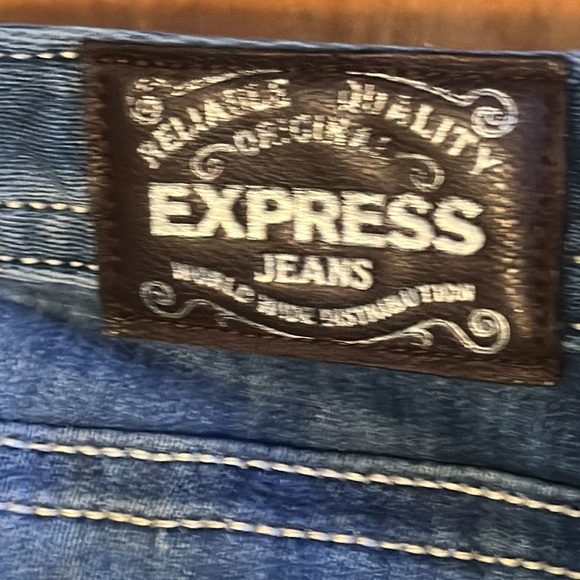 RELIABLE QUALITY
ORIGINAL
EXPRESS
JEANS
WORLD WIDE DISTRIBUTION